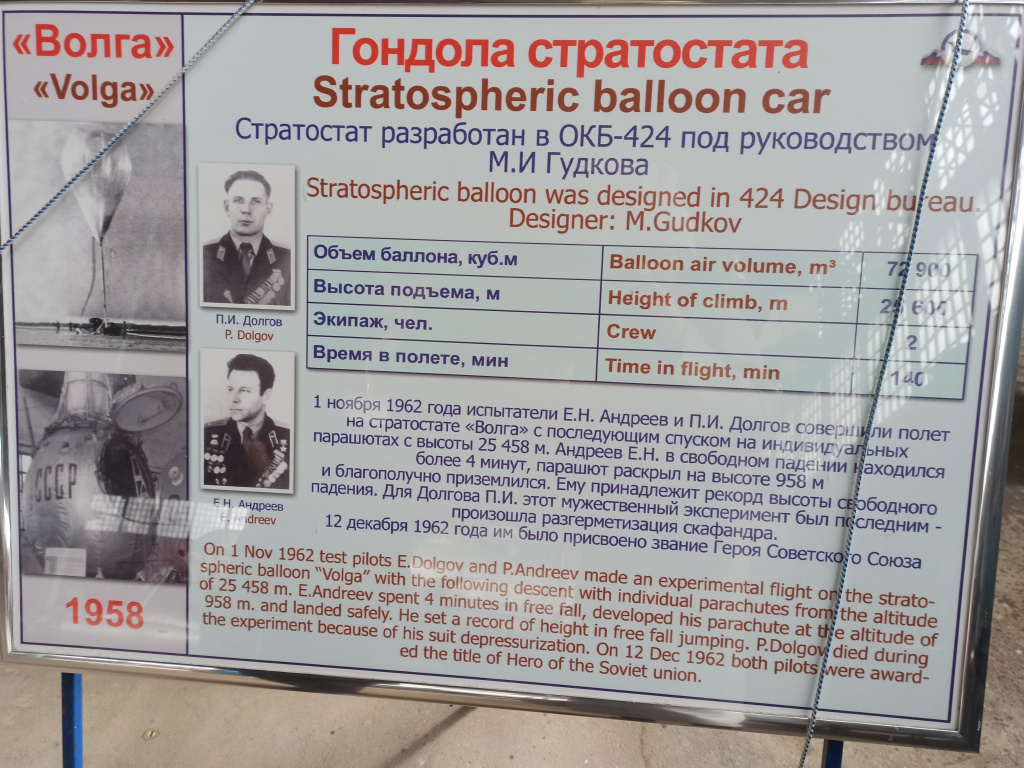 «Волга»
«Volga»
Гондола стратостата
Stratospheric balloon car
Стратостат разработан в ОКБ-424 под руководством
М.И Гудкова
Stratospheric balloon was designed in 424 Design bureau.
Designer: M.Gudkov
П.И. Долгов
P. Dolgov
Е.Н. Андреев
Andreev
СССР
1958
Объем баллона, куб.м Balloon air volume, m³ 72 900
Высота подъема, м Height of climb, m 600
Экипаж, чел. Crew 2
Время в полете, мин Time in flight, min 140
1 ноября 1962 года испытатели Е.Н. Андреев и П.И. Долгов совершили полет
на стратостате «Волга» с последующим спуском на индивидуальных
парашютах с высоты 25 458 м. Андреев Е.Н. в свободном падении находился
более 4 минут, парашют раскрыл на высоте 958 м
и благополучно приземлился. Ему принадлежит рекорд высоты свободного
падения. Для Долгова П.И. этот мужественный эксперимент был последним -
произошла разгерметизация скафандра.
12 декабря 1962 года им было присвоено звание Героя Советского Союза
On 1 Nov 1962 test pilots E.Dolgov and P.Andreev made an experimental flight on the strato-
spheric balloon "Volga" with the following descent with individual parachutes from the altitude
of 25 458 m. E.Andreev spent 4 minutes in free fall, developed his parachute at the altitude of
958 m. and landed safely. He set a record of height in free fall jumping. P.Dolgov died during
the experiment because of his suit depressurization. On 12 Dec 1962 both pilots were award-
ed the title of Hero of the Soviet union.